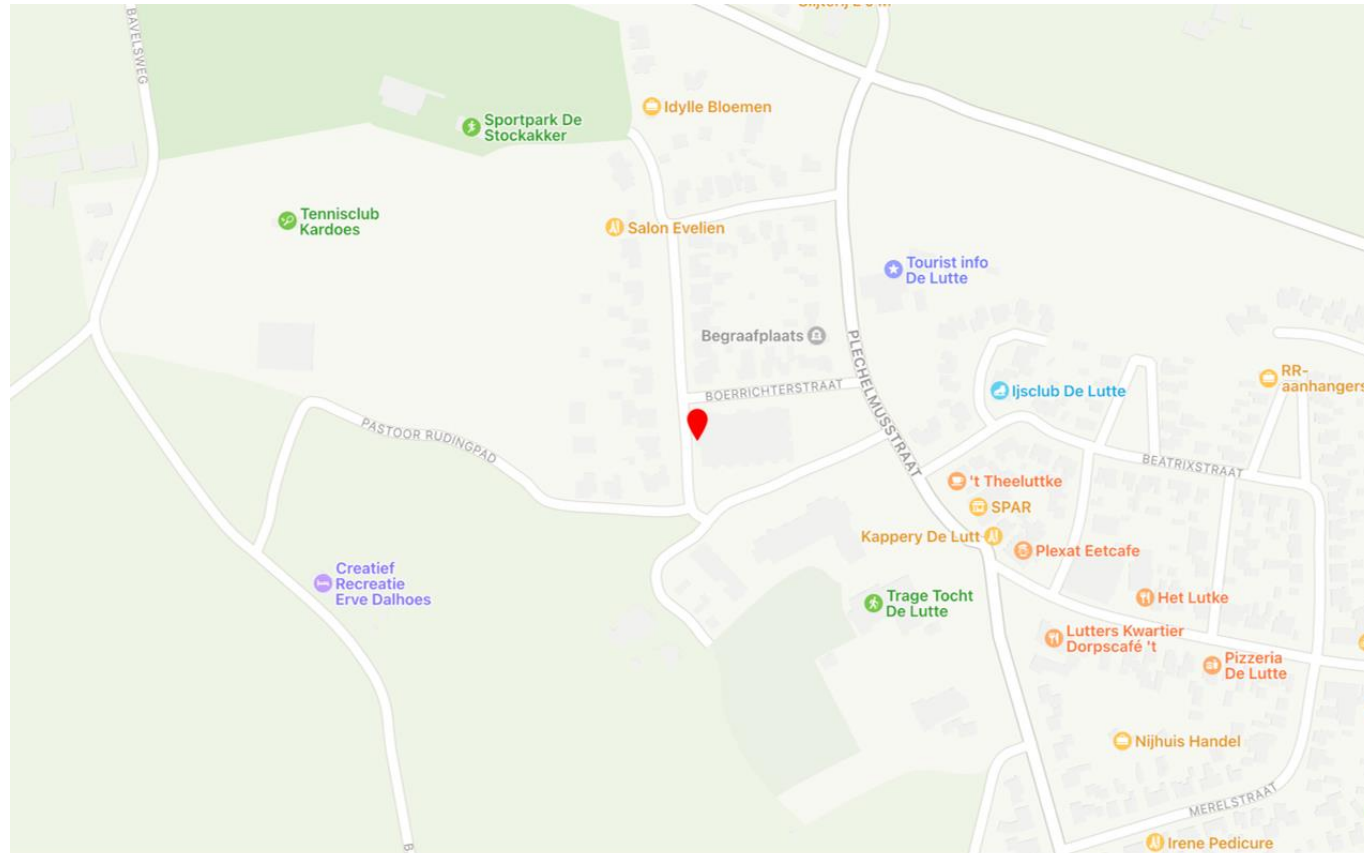 BAVELSWEG
Idylle Bloemen
Sportpark De
Stockakker
Tennisclub
Kardoes
Salon Evelien
Tourist info
De Lutte
Begraafplaats
PLECHELMUSSTRAAT
BOERRICHTERSTRAAT
Ijsclub De Lutte
RR-
aanhangers
PASTOOR RUDINGPAD
BEATRIXSTRAAT
't Theeluttke
SPAR
Kappery De Lutt
Plexat Eetcafe
Creatief
Recreatie
Erve Dalhoes
Trage Tocht
De Lutte
Het Lutke
Lutters Kwartier
Dorpscafé 't
Pizzeria
De Lutte
Nijhuis Handel
MERELSTRAAT
Irene Pedicure